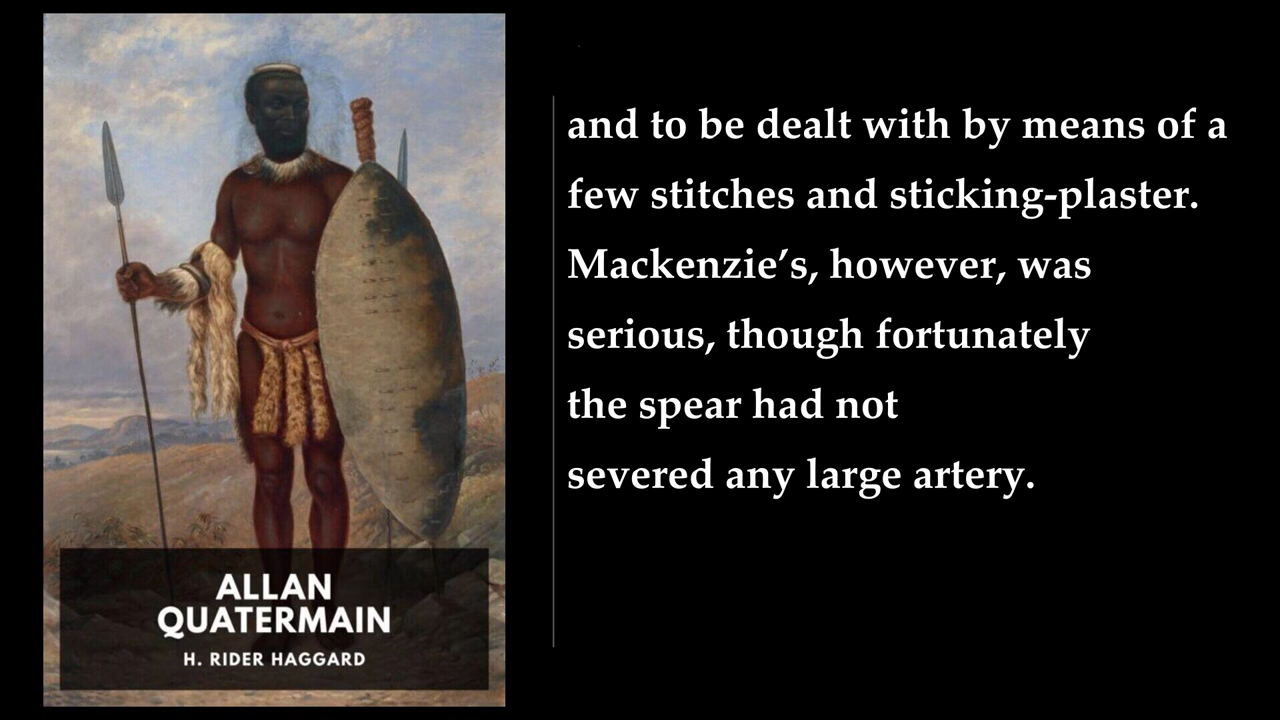 ALLAN
QUATERMAIN
H. RIDER HAGGARD
and to be dealt with by means of a
few stitches and sticking-plaster.
Mackenzie’s, however, was
serious, though fortunately
the spear had not
severed any large artery.